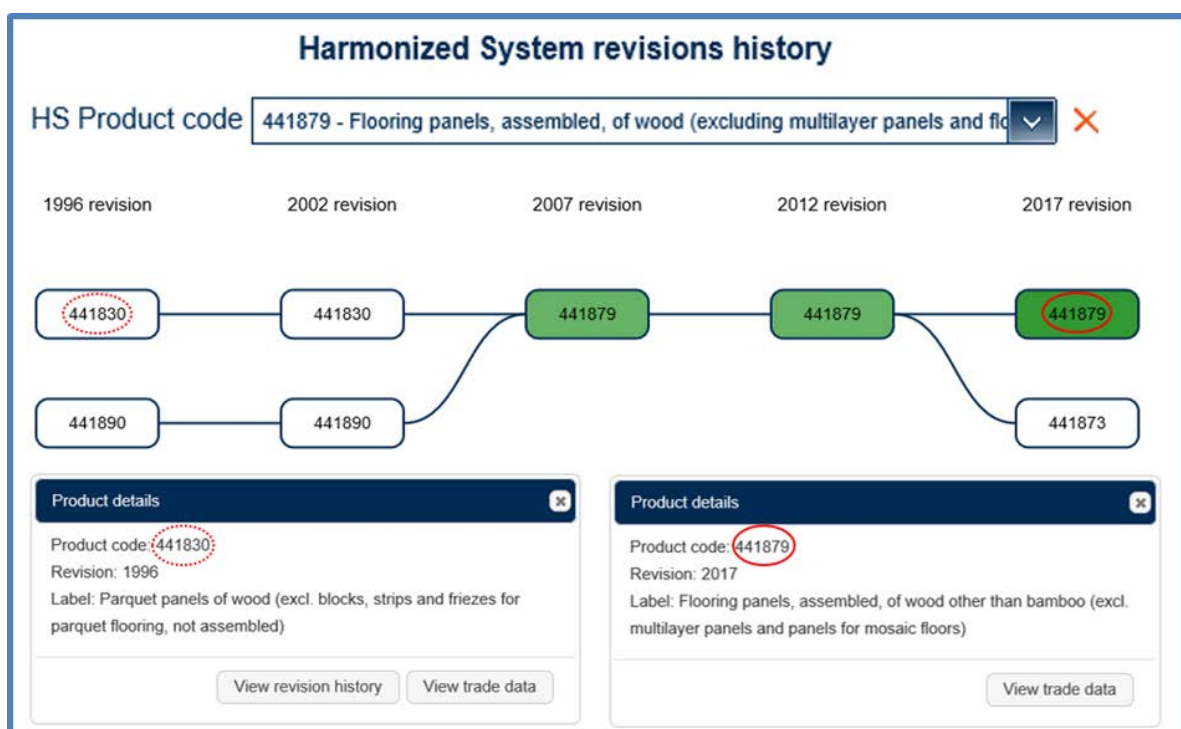 Harmonized System revisions history
HS Product code
441879 - Flooring panels, assembled, of wood (excluding multilayer panels and flo
1996 revision
2002 revision
2007 revision
2012 revision
2017 revision
441830
441830
441879
441879
441879
441890
441890
441873
Product details
Product code: 441830
Revision: 1996
Label: Parquet panels of wood (excl. blocks, strips and friezes for
parquet flooring, not assembled)
View revision history
View trade data
Product details
Product code: 441879
Revision: 2017
Label: Flooring panels, assembled, of wood other than bamboo (excl.
multilayer panels and panels for mosaic floors)
View trade data